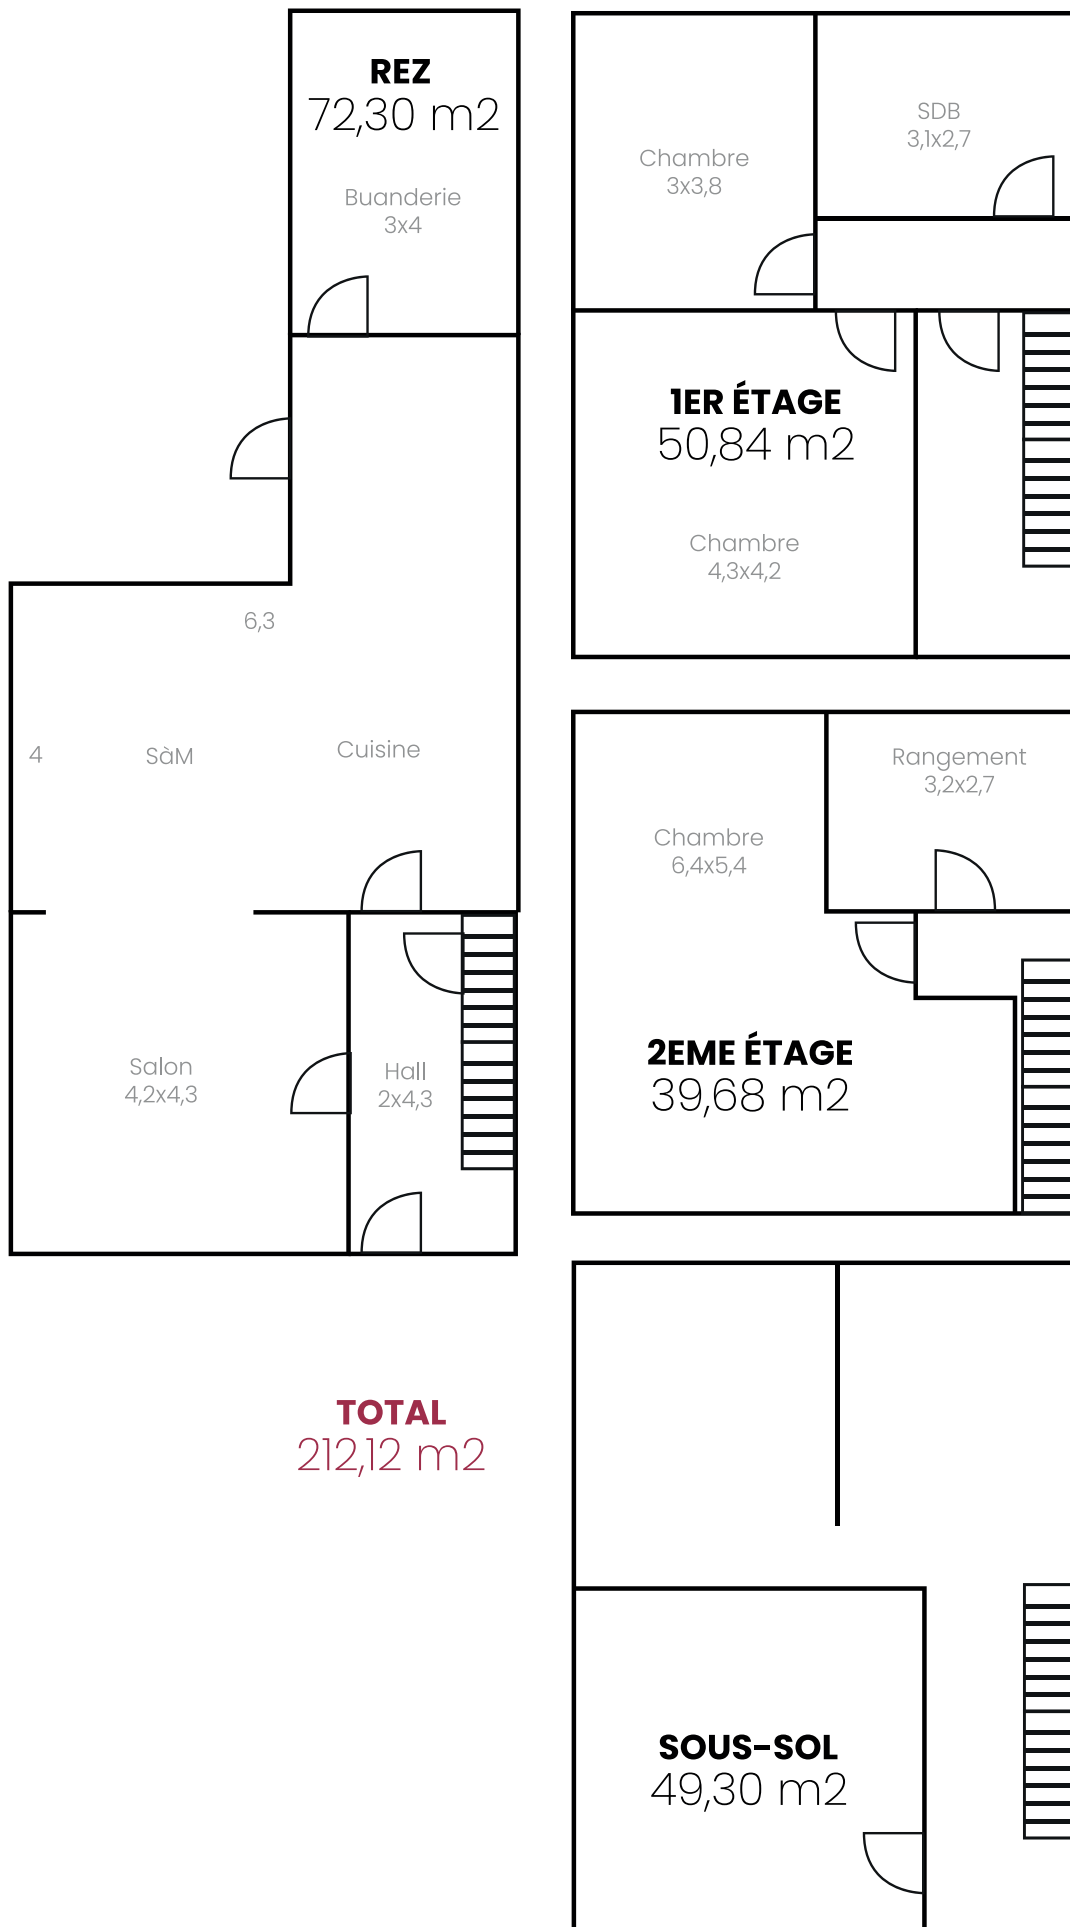 REZ
72,30 m2
Buanderie
3x4
6,3
4
SàM
Cuisine
Salon
4,2x4,3
Hall
2x4,3
TOTAL
212,12 m2
Chambre
3x3,8
SDB
3,1x2,7
1ER ÉTAGE
50,84 m2
Chambre
4,3x4,2
Rangement
3,2x2,7
Chambre
6,4x5,4
2EME ÉTAGE
39,68 m2
SOUS-SOL
49,30 m2